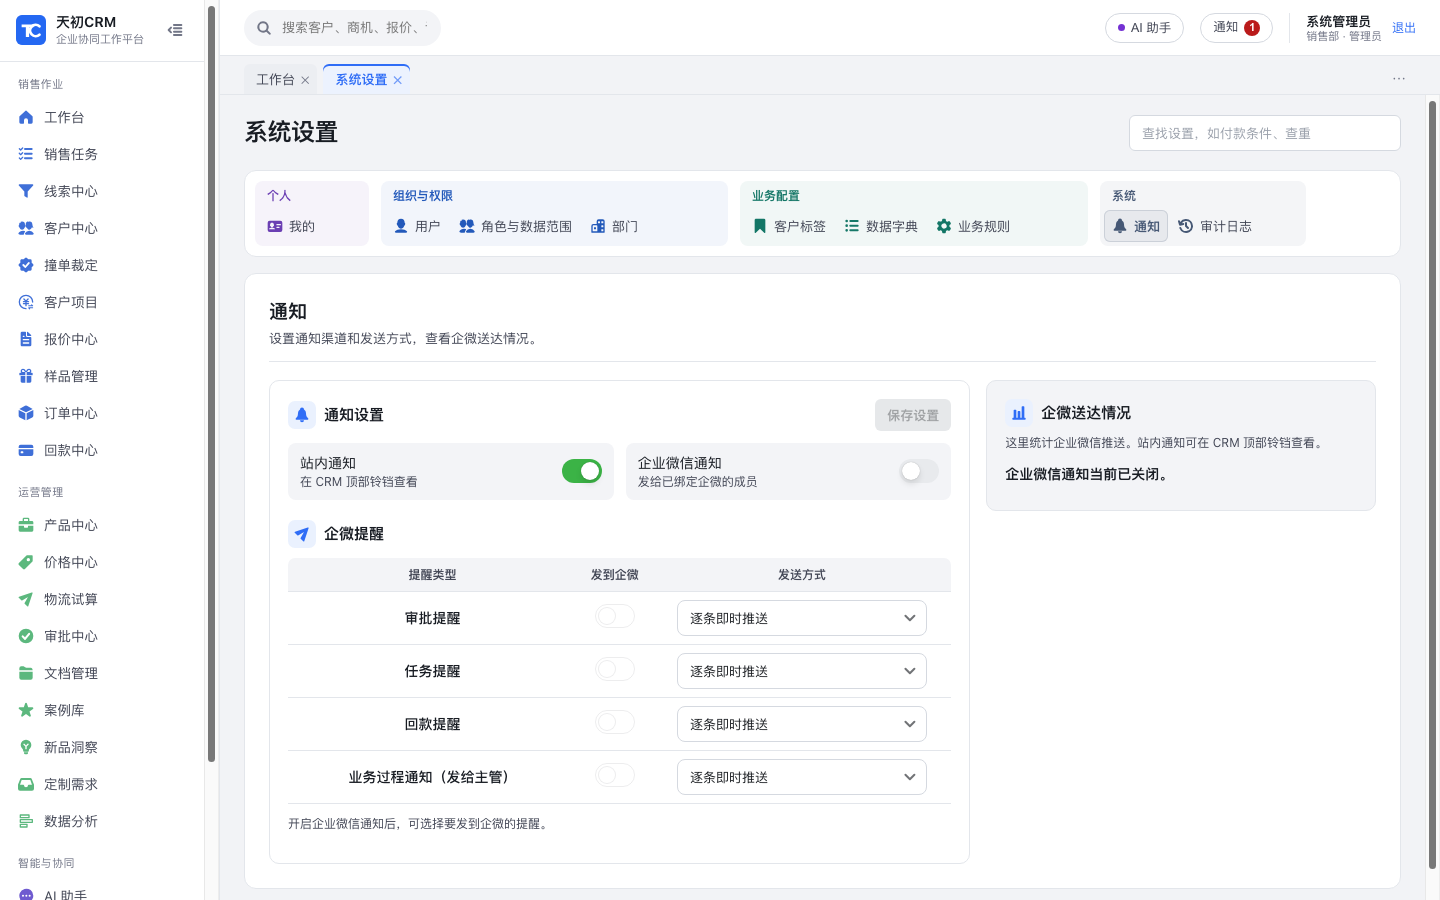 天初CRM
企业协同工作平台
销售作业
工作台
销售任务
线索中心
客户中心
撞单裁定
客户项目
报价中心
样品管理
订单中心
回款中心
运营管理
产品中心
价格中心
物流试算
审批中心
文档管理
案例库
新品洞察
定制需求
数据分析
智能与协同
AI 助手
搜索客户、商机、报价、
AI 助手
通知 1
系统管理员
销售部 · 管理员
退出
工作台
系统设置
系统设置
查找设置，如付款条件、查重
个人
我的
组织与权限
用户
角色与数据范围
部门
业务配置
客户标签
数据字典
业务规则
系统
通知
审计日志
通知
设置通知渠道和发送方式，查看企微送达情况。
通知设置
保存设置
站内通知
在 CRM 顶部铃铛查看
企业微信通知
发给已绑定企微的成员
企微提醒
提醒类型 发到企微 发送方式
审批提醒 逐条即时推送
任务提醒 逐条即时推送
回款提醒 逐条即时推送
业务过程通知（发给主管） 逐条即时推送
开启企业微信通知后，可选择要发到企微的提醒。
企微送达情况
这里统计企业微信推送。站内通知可在 CRM 顶部铃铛查看。
企业微信通知当前已关闭。